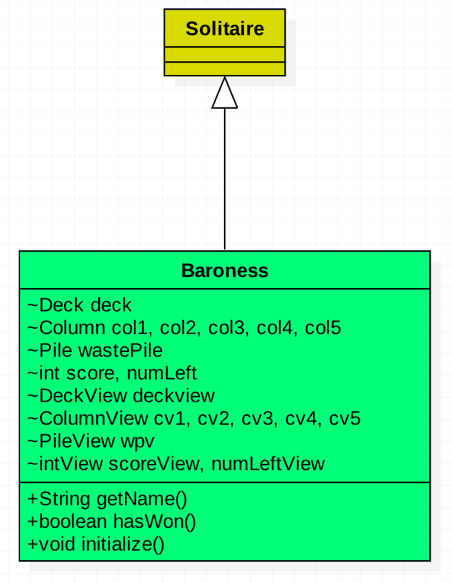 Solitaire
Baroness
~Deck deck
~Column col1, col2, col3, col4, col5
~Pile wastePile
~int score, numLeft
~DeckView deckview
~ColumnView cv1, cv2, cv3, cv4, cv5
~PileView wpv
~intView scoreView, numLeftView
+String getName()
+boolean hasWon()
+void initialize()